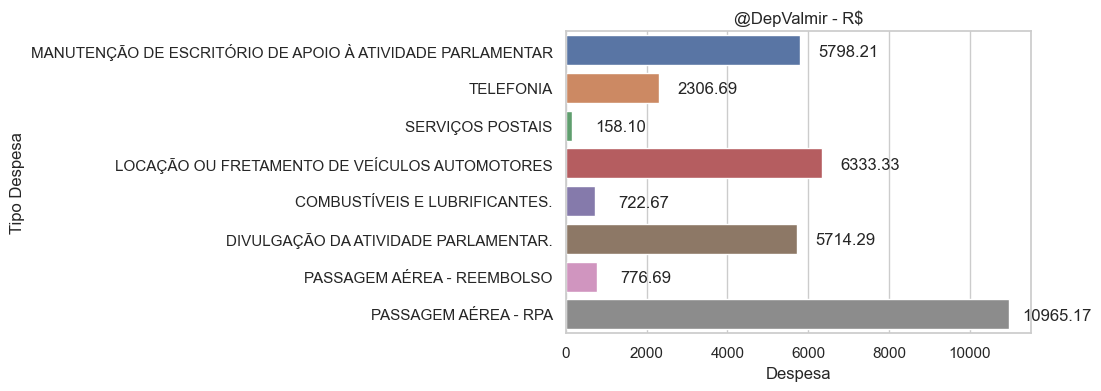 @DepValmir - R$
MANUTENÇÃO DE ESCRITÓRIO DE APOIO À ATIVIDADE PARLAMENTAR
5798.21
TELEFONIA
2306.69
SERVIÇOS POSTAIS
158.10
LOCAÇÃO OU FRETAMENTO DE VEÍCULOS AUTOMOTORES
6333.33
COMBUSTÍVEIS E LUBRIFICANTES.
722.67
DIVULGAÇÃO DA ATIVIDADE PARLAMENTAR.
5714.29
PASSAGEM AÉREA - REEMBOLSO
776.69
PASSAGEM AÉREA - RPA
10965.17
Tipo Despesa
0 2000 4000 6000 8000 10000
Despesa